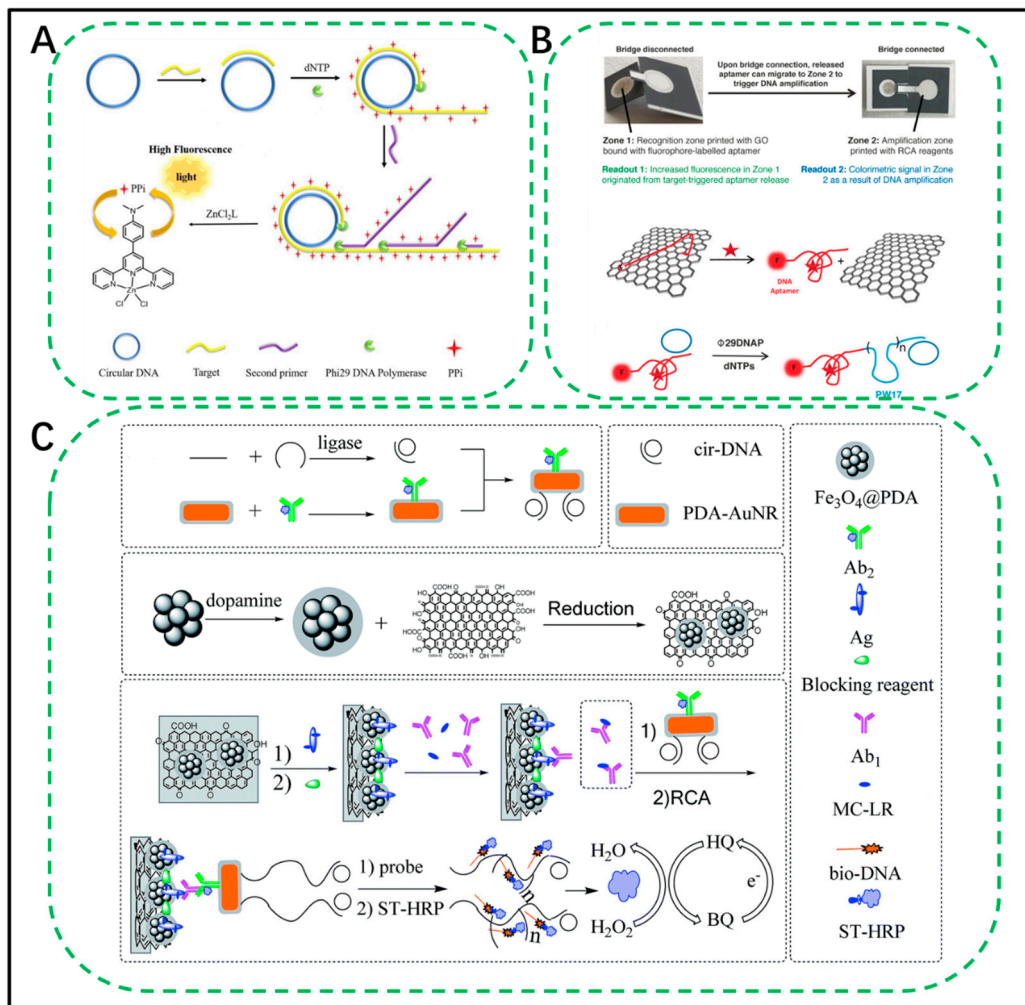 A
dNTP
High Fluorescence
light
PPi
ZnCl₂L
N
N
N
N
Zn
Cl
Cl
Circular DNA
Target
Second primer
Phi29 DNA Polymerase
PPi
B
Bridge disconnected
Upon bridge connection, released
aptamer can migrate to Zone 2 to
trigger DNA amplification
Bridge connected
Zone 1: Recognition zone printed with GO
bound with fluorophore-labelled aptamer
Zone 2: Amplification zone
printed with RCA reagents
Readout 1: Increased fluorescence in Zone 1
originated from target-triggered aptamer release
Readout 2: Colorimetric signal in Zone
2 as a result of DNA amplification
F
DNA
Aptamer
+
F
Φ29DNAP
dNTPs
F
n
PW17
C
+
ligase
+
cir-DNA
PDA-AuNR
dopamine
+
Reduction
COOH
OH
1)
2)
1)
2)RCA
1) probe
2) ST-HRP
m
n
H₂O
H₂O₂
HQ
e⁻
BQ
Fe₃O₄@PDA
Ab₂
Ag
Blocking reagent
Ab₁
MC-LR
bio-DNA
ST-HRP